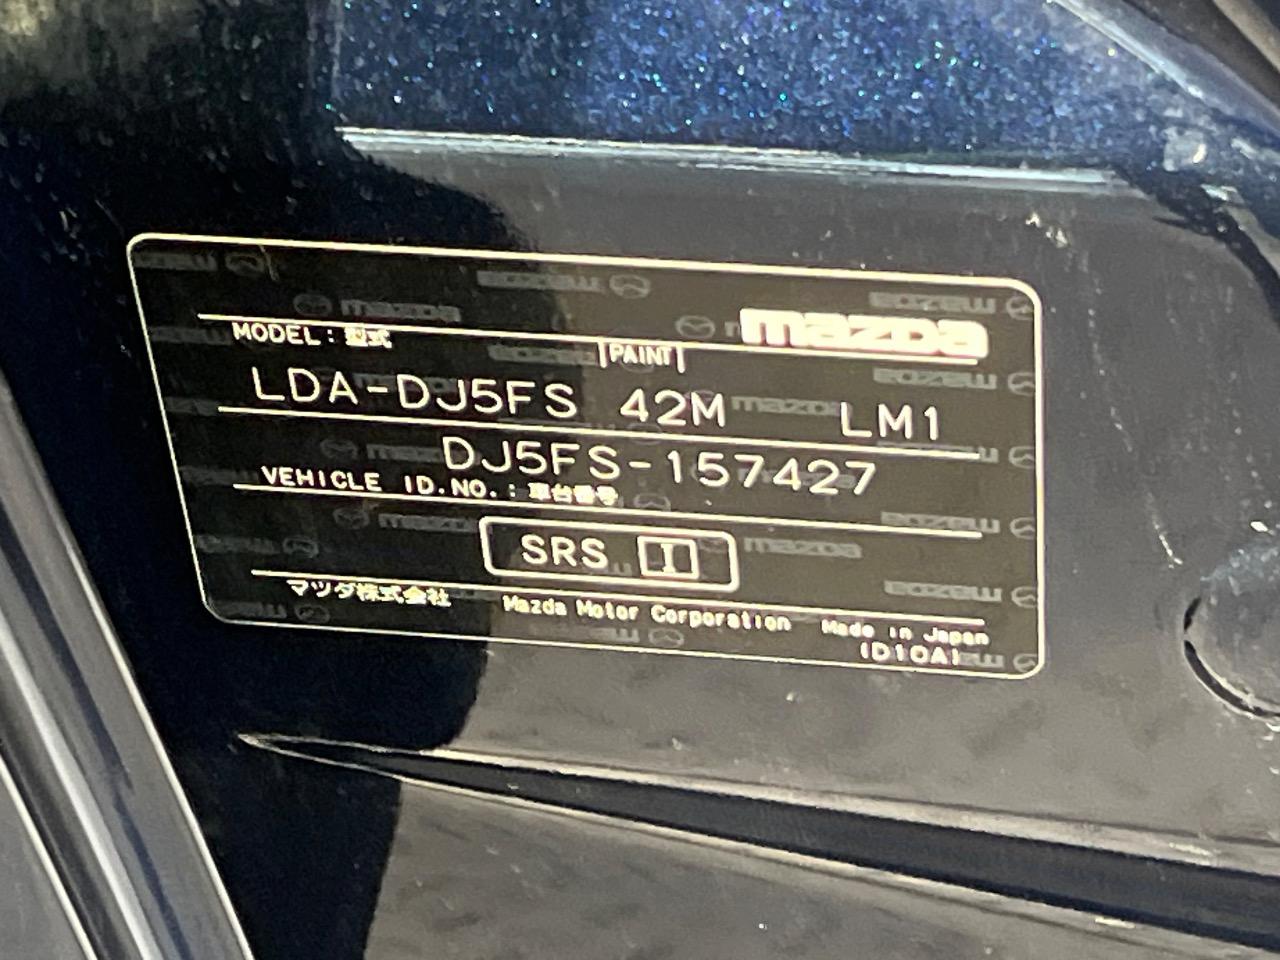 mazda
MODEL : 型式
PAINT
LDA-DJ5FS 42M LM1
DJ5FS-157427
VEHICLE ID.NO. : 車台番号
SRS I
マツダ株式会社 Mazda Motor Corporation Made in Japan
(D10A)